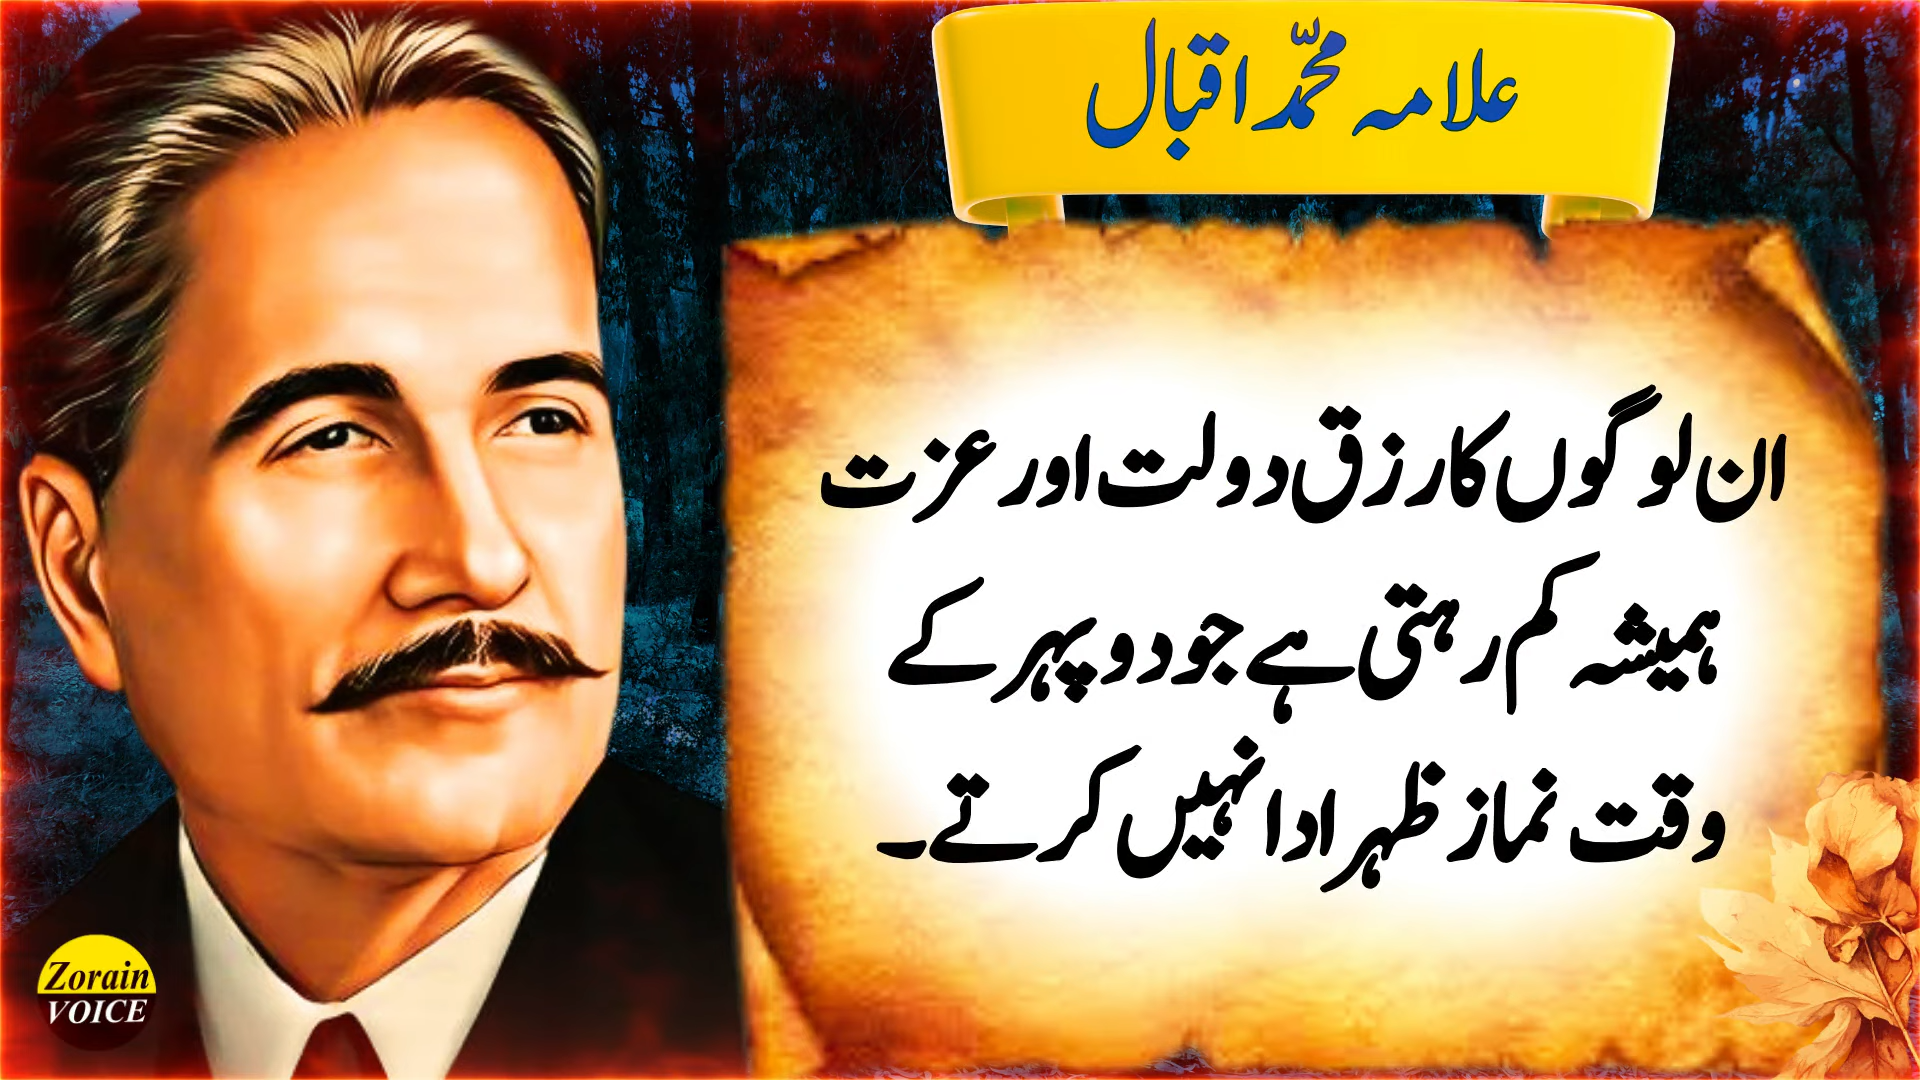 علامہ محمّد اقبال
ان لوگوں کا رزق دولت اور عزت
ہمیشہ کم رہتی ہے جو دوپہر کے
وقت نماز ظہر ادا نہیں کرتے۔
Zorain
VOICE